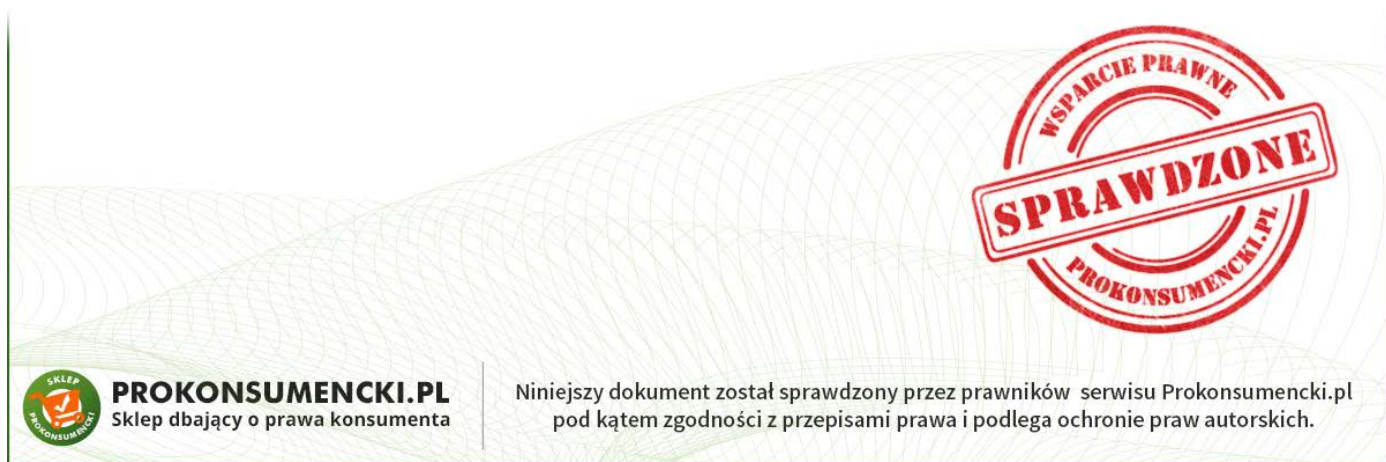 WSPARCIE PRAWNE
SPRAWDZONE
PROKONSUMENCKI.PL
SKLEP
PROKONSUMENCKI
PROKONSUMENCKI.PL
Sklep dbający o prawa konsumenta
Niniejszy dokument został sprawdzony przez prawników serwisu Prokonsumencki.pl
pod kątem zgodności z przepisami prawa i podlega ochronie praw autorskich.